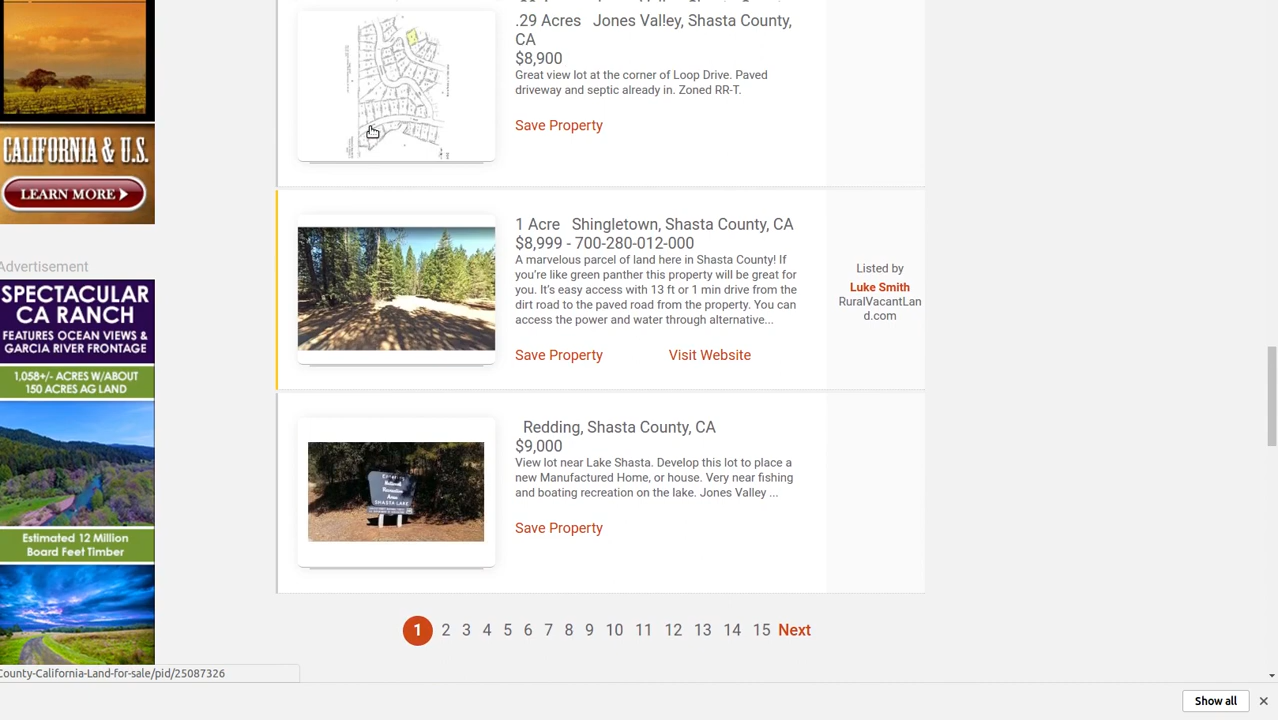 .29 Acres Jones Valley, Shasta County,
CA
$8,900
Great view lot at the corner of Loop Drive. Paved
driveway and septic already in. Zoned RR-T.
Save Property
CALIFORNIA & U.S.
LEARN MORE
Advertisement
SPECTACULAR
CA RANCH
FEATURES OCEAN VIEWS &
GARCIA RIVER FRONTAGE
1,058+/- ACRES W/ABOUT
150 ACRES AG LAND
Estimated 12 Million
Board Feet Timber
1 Acre Shingletown, Shasta County, CA
$8,999 - 700-280-012-000
A marvelous parcel of land here in Shasta County! If
you're like green panther this property will be great for
you. It's easy access with 13 ft or 1 min drive from the
dirt road to the paved road from the property. You can
access the power and water through alternative...
Save Property Visit Website
Listed by
Luke Smith
RuralVacantLan
d.com
Redding, Shasta County, CA
$9,000
View lot near Lake Shasta. Develop this lot to place a
new Manufactured Home, or house. Very near fishing
and boating recreation on the lake. Jones Valley ...
Save Property
National
Recreation
Area
SHASTA LAKE
1 2 3 4 5 6 7 8 9 10 11 12 13 14 15 Next
County-California-Land-for-sale/pid/25087326
Show all